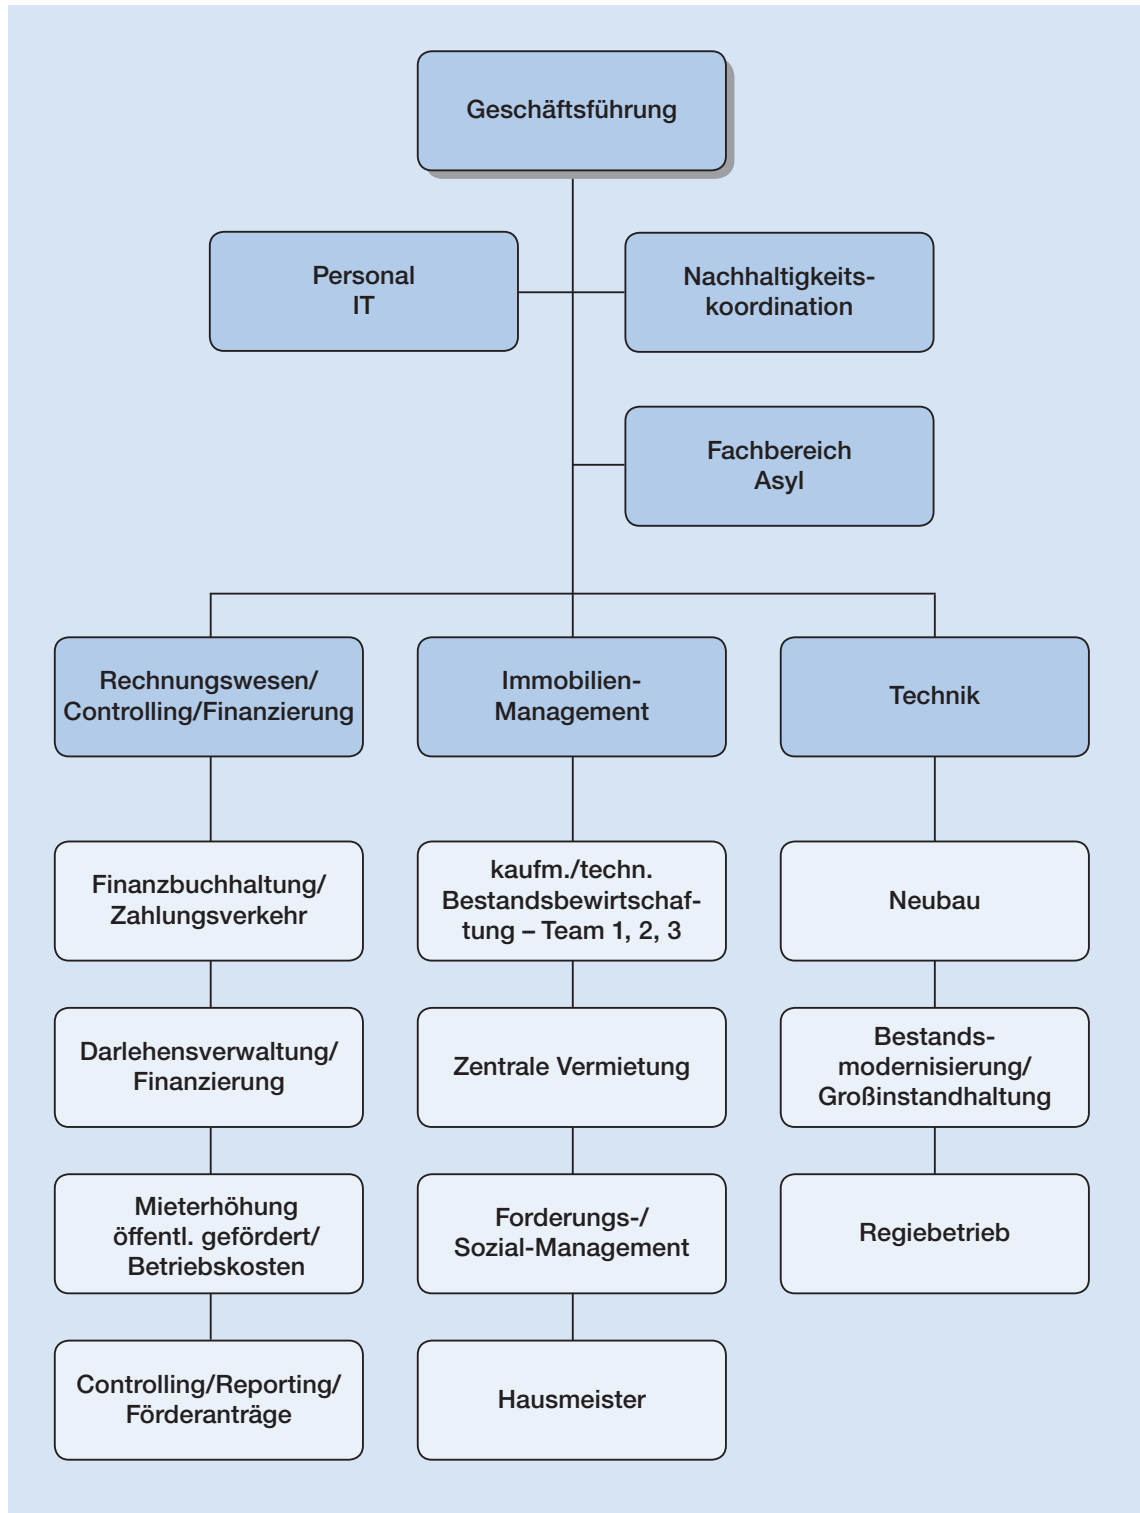 Geschäftsführung
Personal
IT
Nachhaltigkeits-
koordination
Fachbereich
Asyl
Rechnungswesen/
Controlling/Finanzierung
Immobilien-
Management
Technik
Finanzbuchhaltung/
Zahlungsverkehr
kaufm./techn.
Bestandsbewirtschaf-
tung – Team 1, 2, 3
Neubau
Darlehensverwaltung/
Finanzierung
Zentrale Vermietung
Bestands-
modernisierung/
Großinstandhaltung
Mieterhöhung
öffentl. gefördert/
Betriebskosten
Forderungs-/
Sozial-Management
Regiebetrieb
Controlling/Reporting/
Förderanträge
Hausmeister